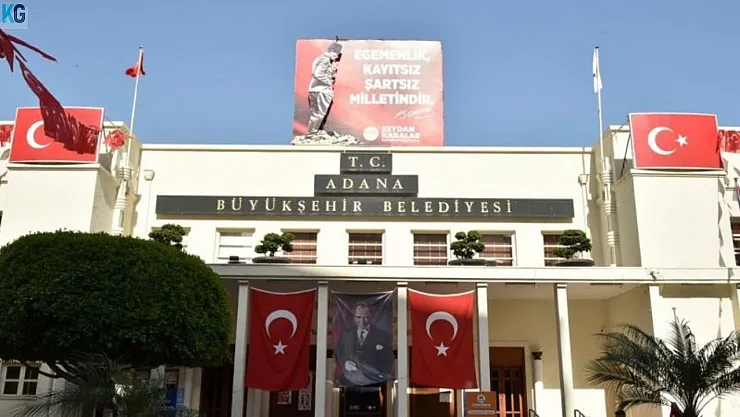 KG
EGEMENLİK,
KAYITSIZ
ŞARTSIZ
MİLLETİNDİR.
ZEYDAN
KARALAR
T.C.
ADANA
BÜYÜKŞEHİR BELEDİYESİ